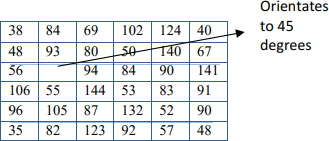 38 84 69 102 124 40
48 93 80 50 140 67
56 94 84 90 141
106 55 144 53 83 91
96 105 87 132 52 90
35 82 123 92 57 48
Orientates
to 45
degrees